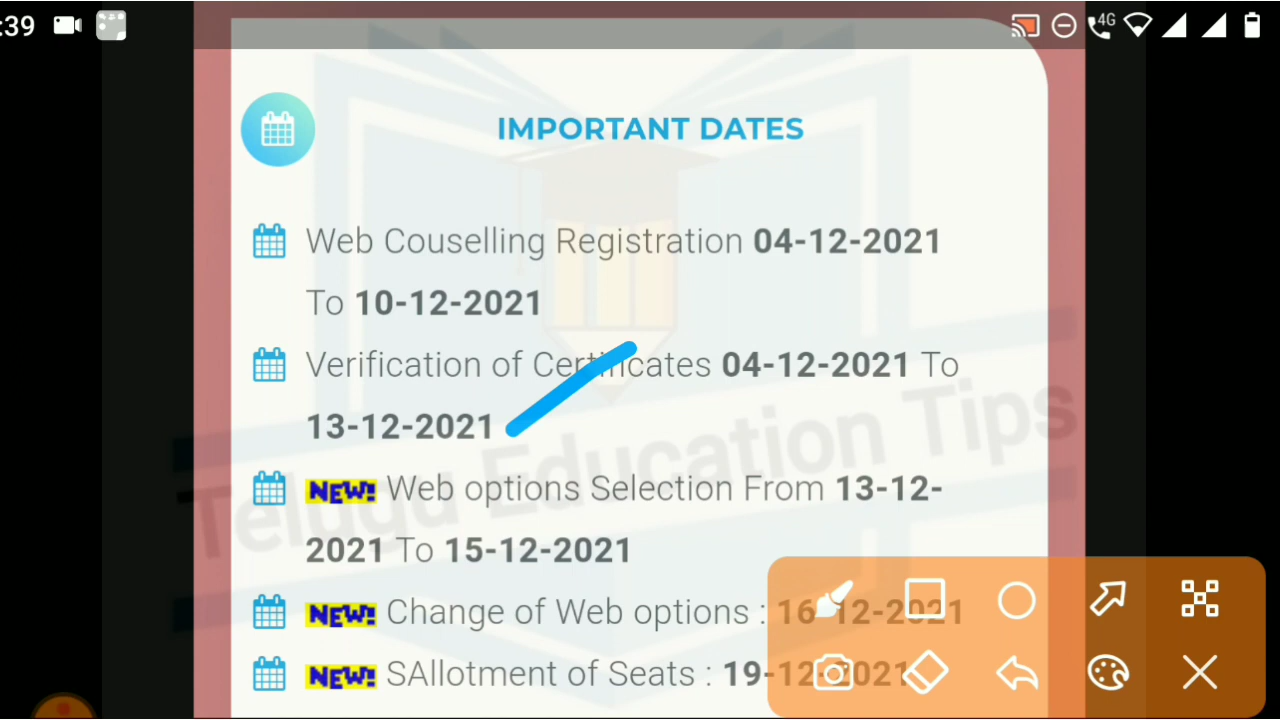 :39
4G
IMPORTANT DATES
Web Couselling Registration 04-12-2021
To 10-12-2021
Verification of Certificates 04-12-2021 To
13-12-2021
NEW! Web options Selection From 13-12-
2021 To 15-12-2021
NEW! Change of Web options : 16-12-2021
NEW! SAllotment of Seats : 19-12-2021
Telugu Education Tips